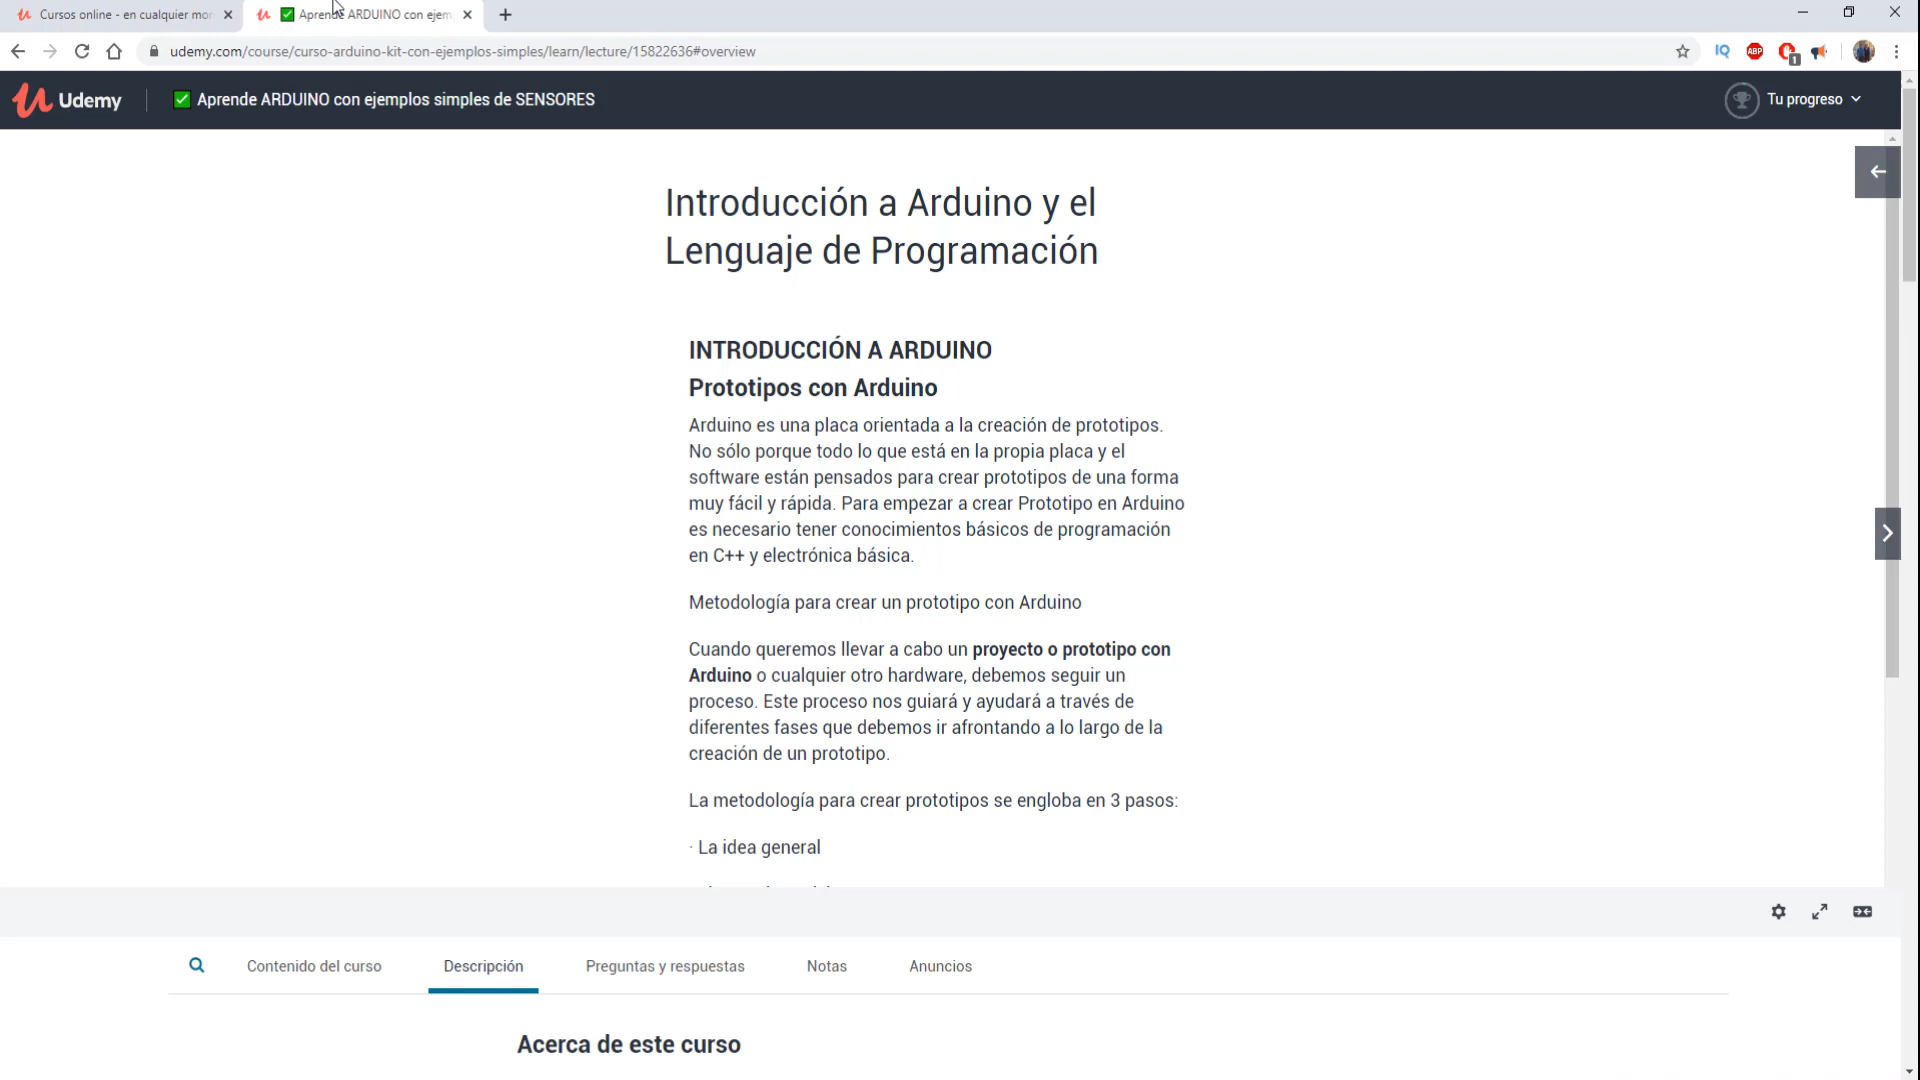 Cursos online - en cualquier mor
Aprende ARDUINO con ejem
udemy.com/course/curso-arduino-kit-con-ejemplos-simples/learn/lecture/15822636#overview
IQ
ABP
1
Udemy
Aprende ARDUINO con ejemplos simples de SENSORES
Tu progreso
Introducción a Arduino y el
Lenguaje de Programación
INTRODUCCIÓN A ARDUINO
Prototipos con Arduino
Arduino es una placa orientada a la creación de prototipos.
No sólo porque todo lo que está en la propia placa y el
software están pensados para crear prototipos de una forma
muy fácil y rápida. Para empezar a crear Prototipo en Arduino
es necesario tener conocimientos básicos de programación
en C++ y electrónica básica.
Metodología para crear un prototipo con Arduino
Cuando queremos llevar a cabo un proyecto o prototipo con
Arduino o cualquier otro hardware, debemos seguir un
proceso. Este proceso nos guiará y ayudará a través de
diferentes fases que debemos ir afrontando a lo largo de la
creación de un prototipo.
La metodología para crear prototipos se engloba en 3 pasos:
· La idea general
Contenido del curso
Descripción
Preguntas y respuestas
Notas
Anuncios
Acerca de este curso